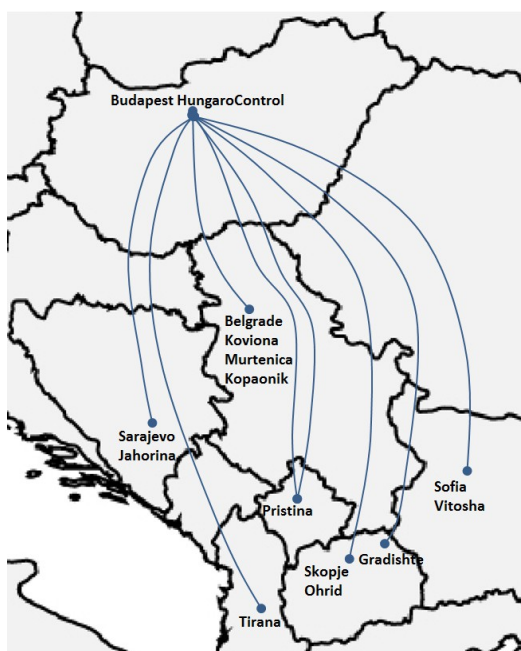 Budapest HungaroControl
Belgrade
Koviona
Murtenica
Kopaonik
Sarajevo
Jahorina
Sofia
Vitosha
Pristina
Gradishte
Skopje
Ohrid
Tirana